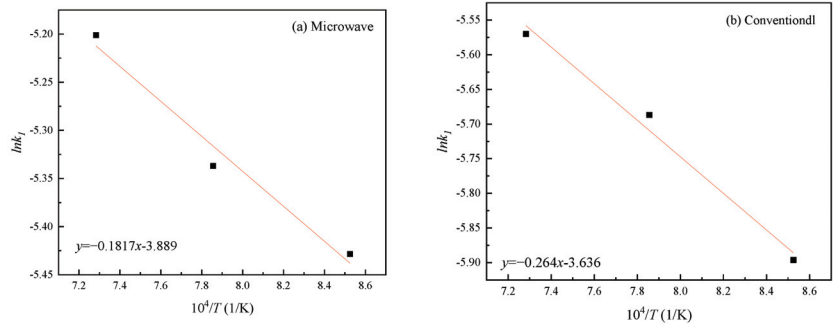 (a) Microwave
-5.20
-5.25
-5.30
-5.35
-5.40
-5.45
lnk1
y=−0.1817x-3.889
7.2 7.4 7.6 7.8 8.0 8.2 8.4 8.6
10⁴/T (1/K)
(b) Conventiondl
-5.55
-5.60
-5.65
-5.70
-5.75
-5.80
-5.85
-5.90
lnk1
y=−0.264x-3.636
7.2 7.4 7.6 7.8 8.0 8.2 8.4 8.6
10⁴/T (1/K)